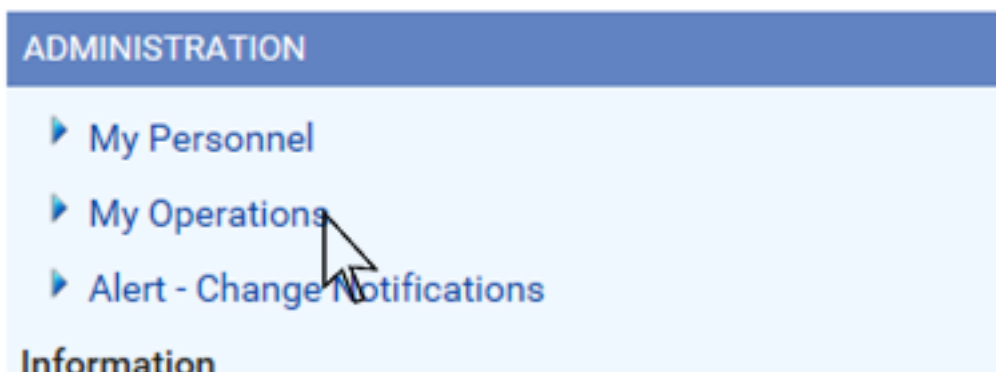 ADMINISTRATION
My Personnel
My Operations
Alert - Change Notifications
Information